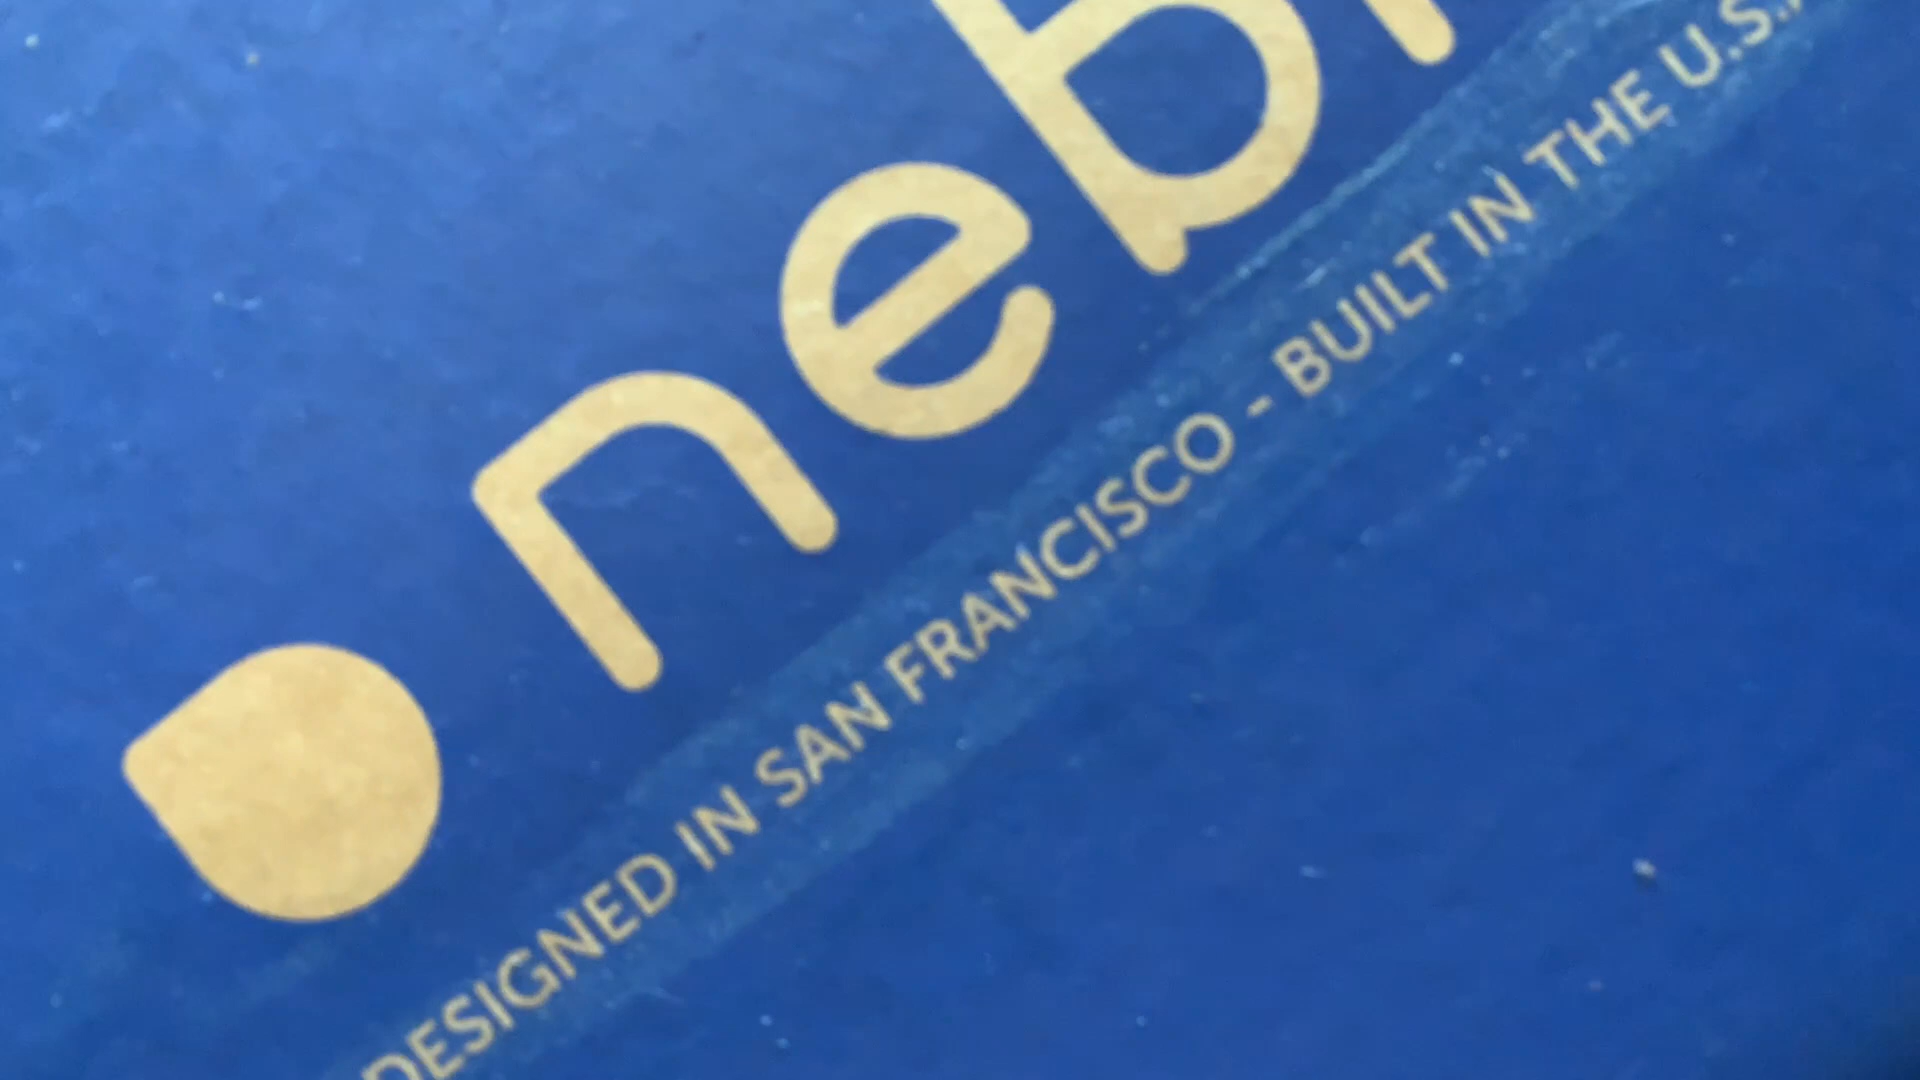 neb
DESIGNED IN SAN FRANCISCO - BUILT IN THE U.S.